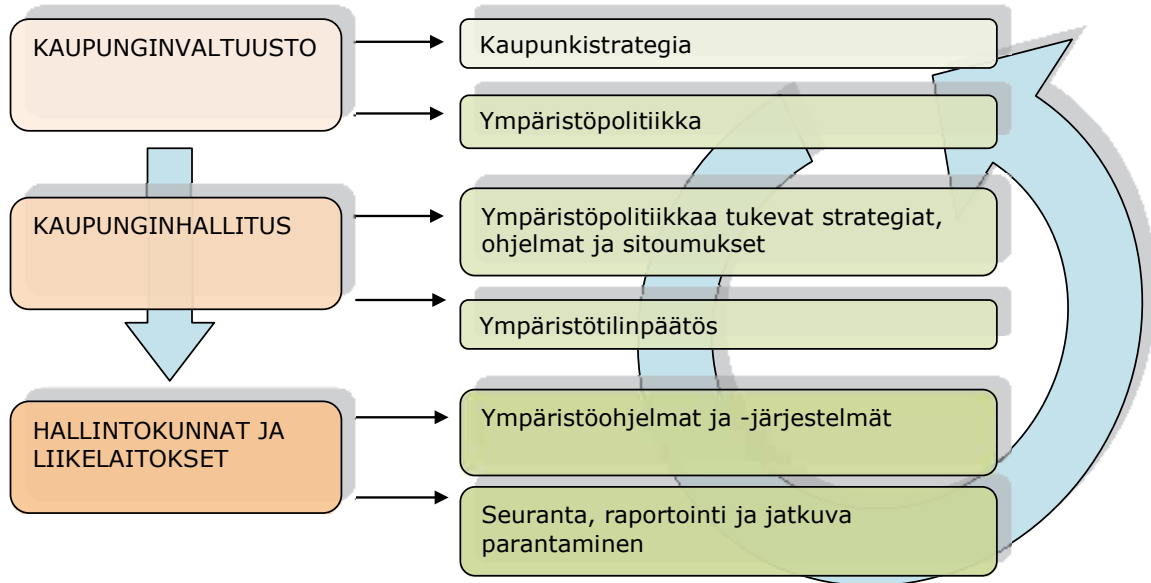 KAUPUNGINVALTUUSTO
Kaupunkistrategia
Ympäristöpolitiikka
KAUPUNGINHALLITUS
Ympäristöpolitiikkaa tukevat strategiat,
ohjelmat ja sitoumukset
Ympäristötilinpäätös
HALLINTOKUNNAT JA
LIIKELAITOKSET
Ympäristöohjelmat ja -järjestelmät
Seuranta, raportointi ja jatkuva
parantaminen